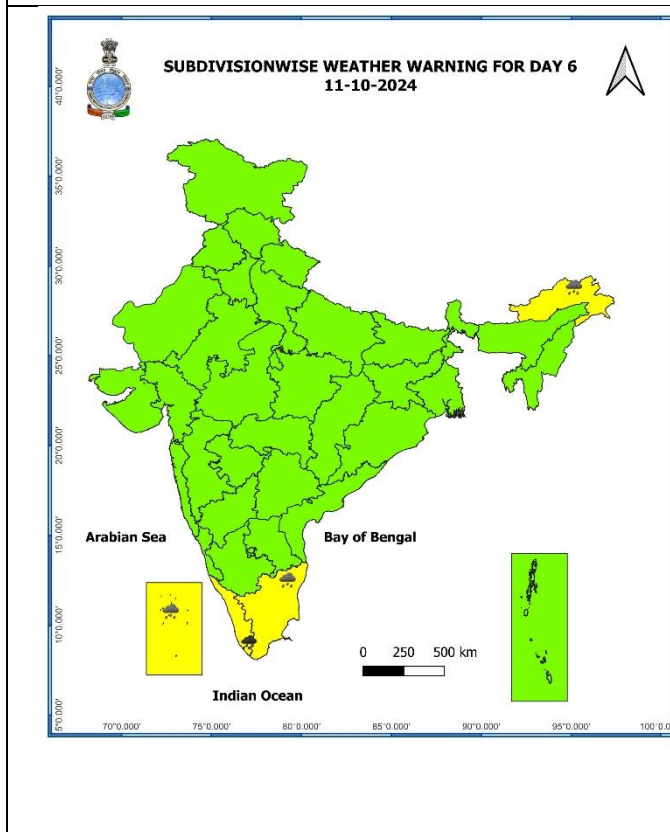 SUBDIVISIONWISE WEATHER WARNING FOR DAY 6
11-10-2024
40°0.000'
35°0.000'
30°0.000'
25°0.000'
20°0.000'
15°0.000'
10°0.000'
5°0.000'
Arabian Sea
Bay of Bengal
0 250 500 km
Indian Ocean
70°0.000' 75°0.000' 80°0.000' 85°0.000' 90°0.000' 95°0.000' 100°0.0